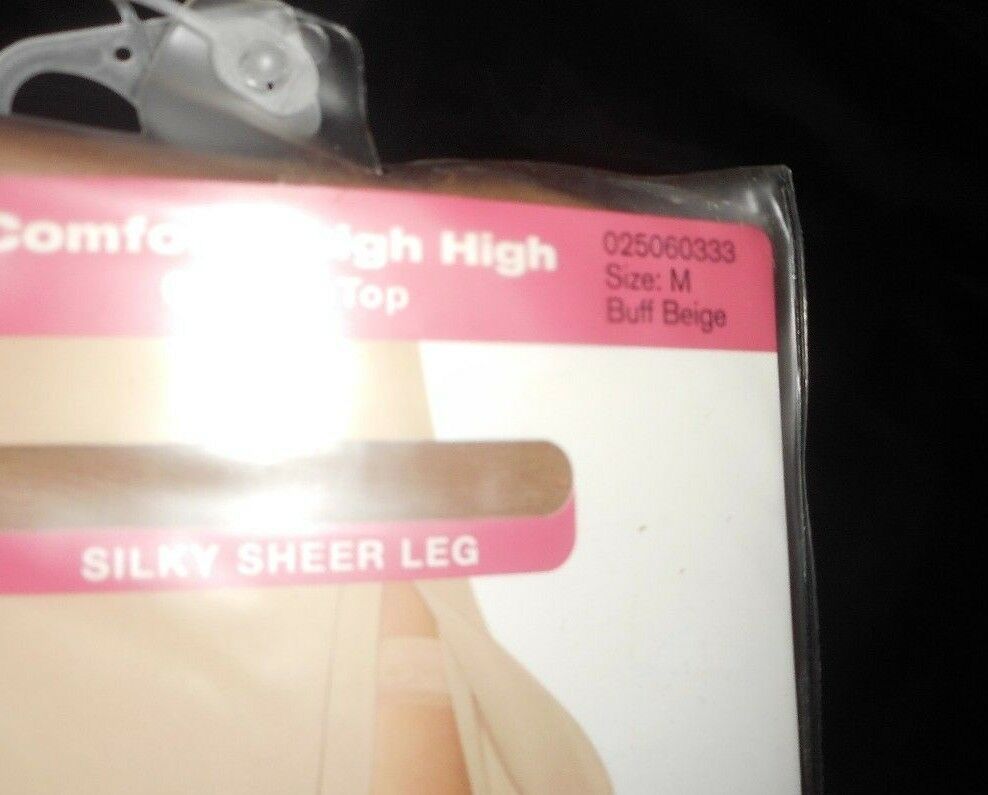 High
Top
025060333
Size: M
Buff Beige
SILKY SHEER LEG